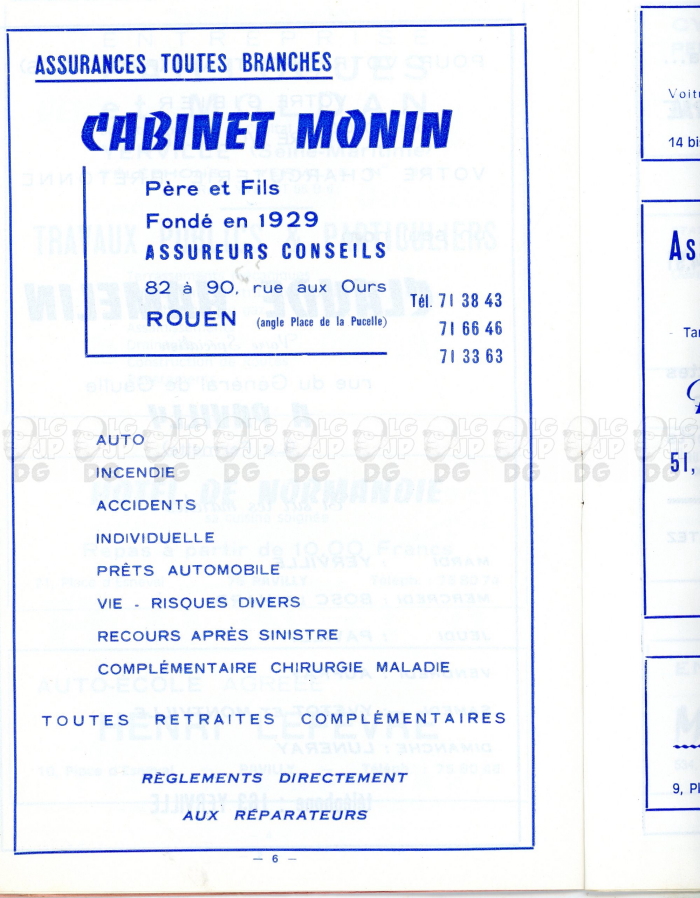 ASSURANCES TOUTES BRANCHES
CABINET MONIN
Père et Fils
Fondé en 1929
ASSUREURS CONSEILS
82 à 90, rue aux Ours
ROUEN (angle Place de la Pucelle)
Tél. 71 38 43
71 66 46
71 33 63
AUTO
INCENDIE
ACCIDENTS
INDIVIDUELLE
PRÊTS AUTOMOBILE
VIE - RISQUES DIVERS
RECOURS APRÈS SINISTRE
COMPLÉMENTAIRE CHIRURGIE MALADIE
TOUTES RETRAITES COMPLÉMENTAIRES
RÈGLEMENTS DIRECTEMENT
AUX RÉPARATEURS
— 6 —
14
51,
9,